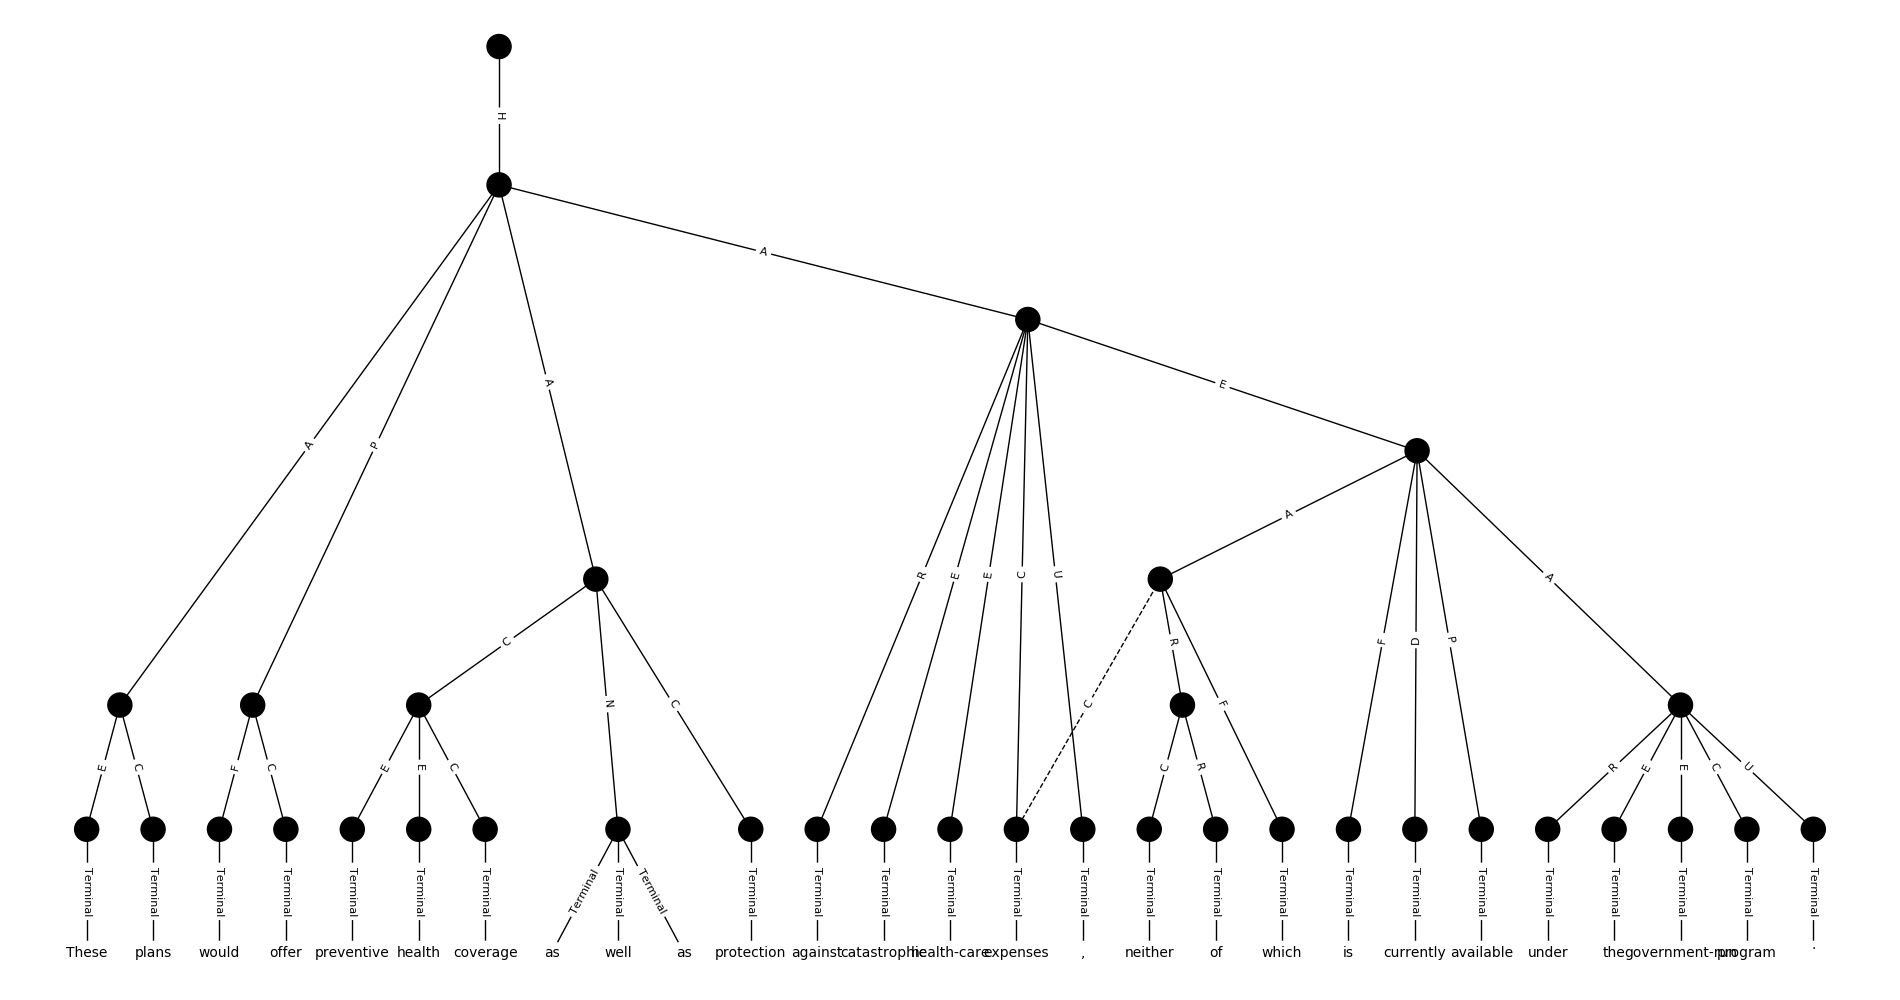 H
A
A
E
A P A
A
R E E C U F D P A
C R F
C N C C
E C F C E E C C R R E E C U
Terminal Terminal Terminal Terminal Terminal Terminal Terminal Terminal Terminal Terminal Terminal Terminal Terminal Terminal Terminal Terminal Terminal Terminal Terminal Terminal Terminal Terminal Terminal Terminal Terminal Terminal Terminal Terminal
These plans would offer preventive health coverage as well as protection against catastrophic health-care expenses , neither of which is currently available under the government-run program .